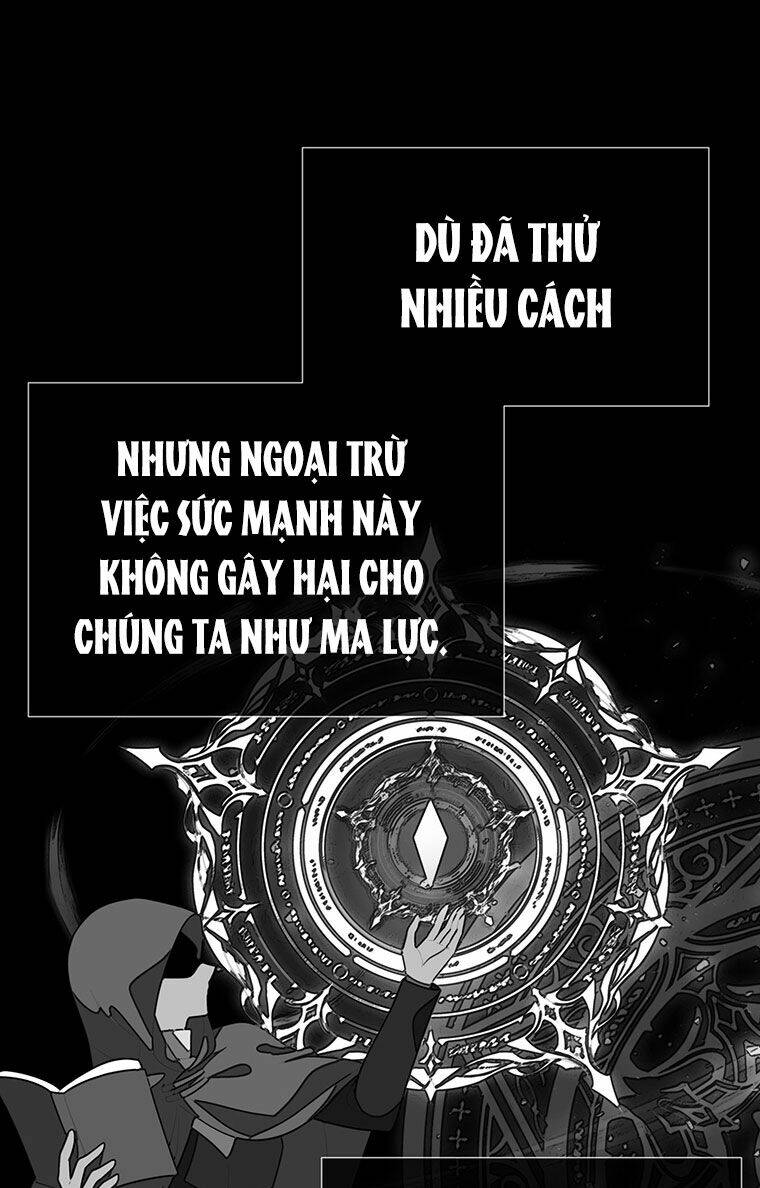 DÙ ĐÃ THỬ
NHIỀU CÁCH
NHƯNG NGOẠI TRỪ
VIỆC SỨC MẠNH NÀY
KHÔNG GÂY HẠI CHO
CHÚNG TA NHƯ MA LỰC.